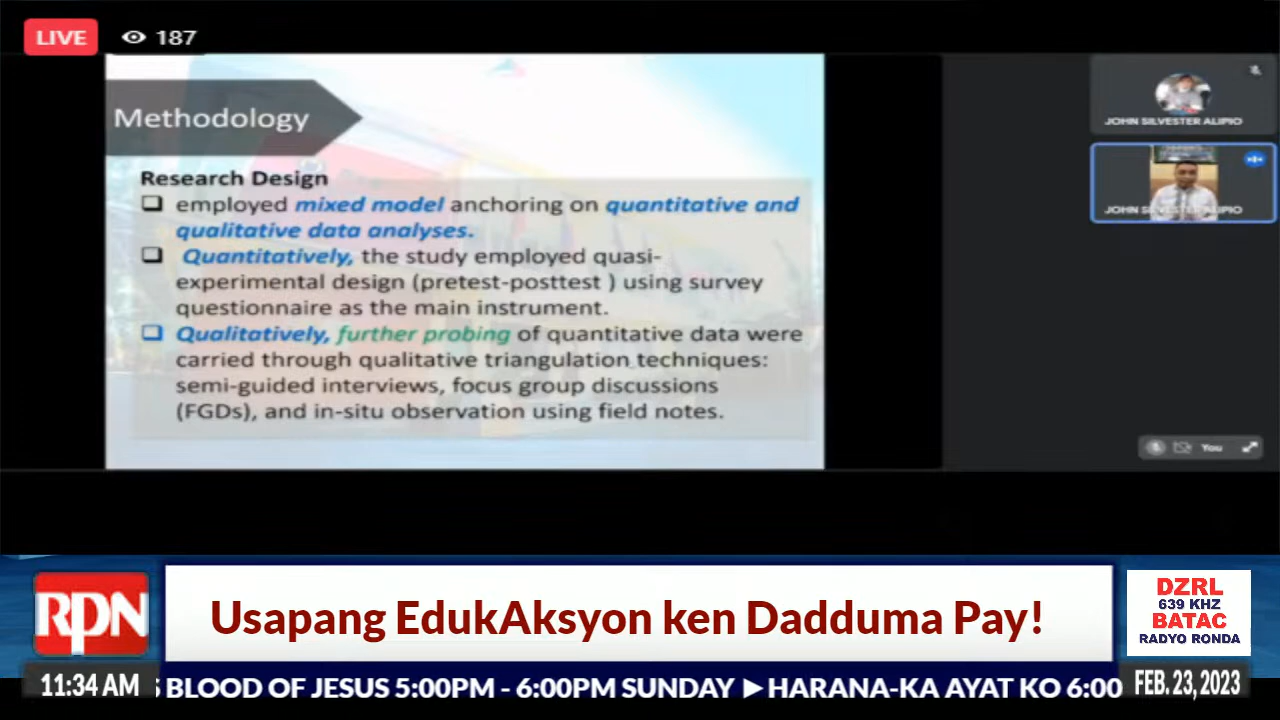 LIVE 187
Methodology
Research Design
employed mixed model anchoring on quantitative and
qualitative data analyses.
Quantitatively, the study employed quasi-
experimental design (pretest-posttest ) using survey
questionnaire as the main instrument.
Qualitatively, further probing of quantitative data were
carried through qualitative triangulation techniques:
semi-guided interviews, focus group discussions
(FGDs), and in-situ observation using field notes.
JOHN SILVESTER ALIPIO
JOHN SILVESTER ALIPIO
You
RPN
Usapang EdukAksyon ken Dadduma Pay!
DZRL
639 KHZ
BATAC
RADYO RONDA
11:34 AM
BLOOD OF JESUS 5:00PM - 6:00PM SUNDAY ►HARANA-KA AYAT KO 6:00
FEB. 23, 2023